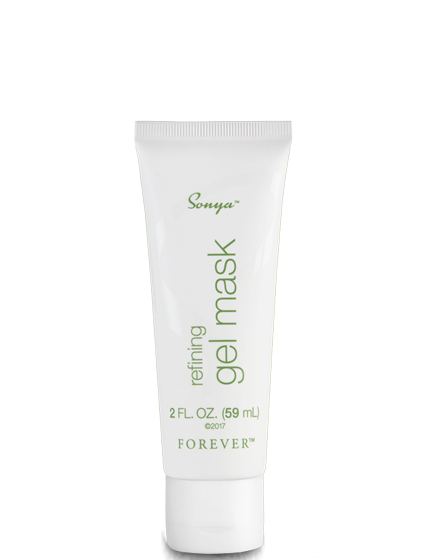 Sonya™
refining
gel mask
2 FL. OZ. (59 mL)
©2017
FOREVER™